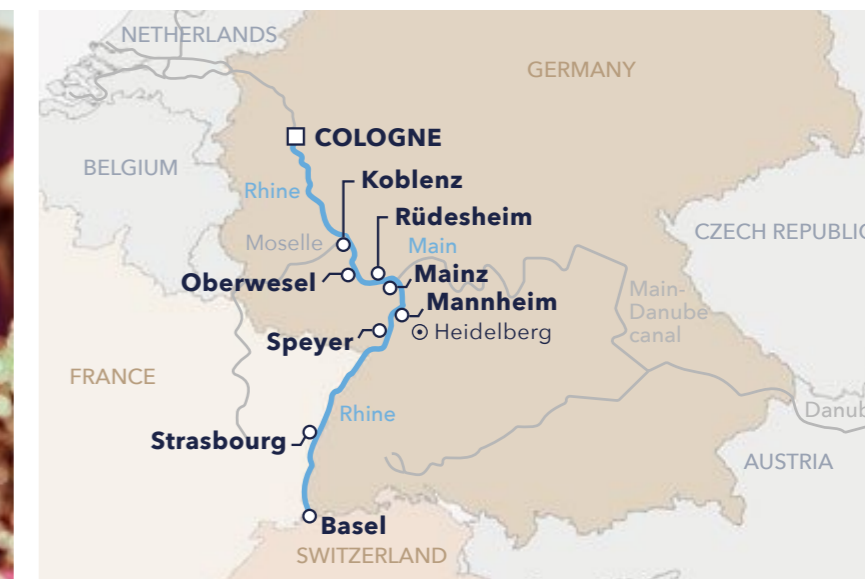 NETHERLANDS
GERMANY
COLOGNE
BELGIUM
Koblenz
Rhine
Rüdesheim
Moselle
Main
CZECH REPUBLIC
Oberwesel
Mainz
Main-
Danube
canal
Mannheim
Speyer
Heidelberg
FRANCE
Rhine
Danub
Strasbourg
AUSTRIA
Basel
SWITZERLAND